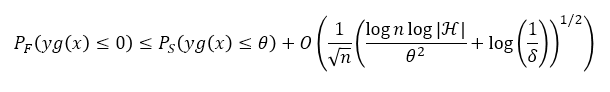 P_F(yg(x) ≤ 0) ≤ P_S(yg(x) ≤ θ) + O(1/√n (log n log |ℋ|/θ² + log(1/δ))^{1/2})